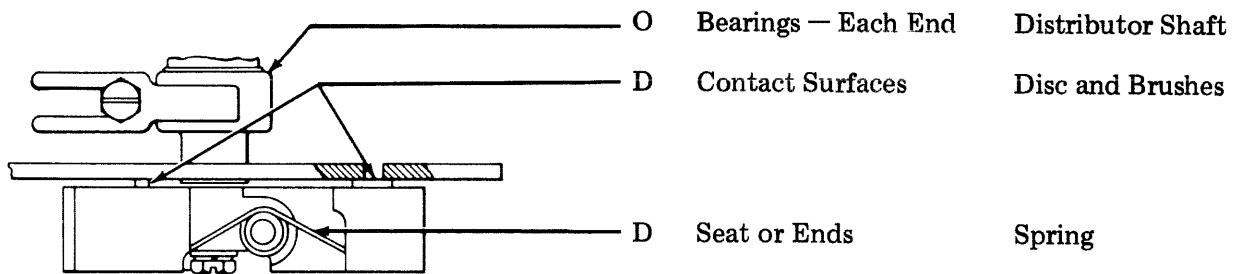 O Bearings — Each End Distributor Shaft
D Contact Surfaces Disc and Brushes
D Seat or Ends Spring